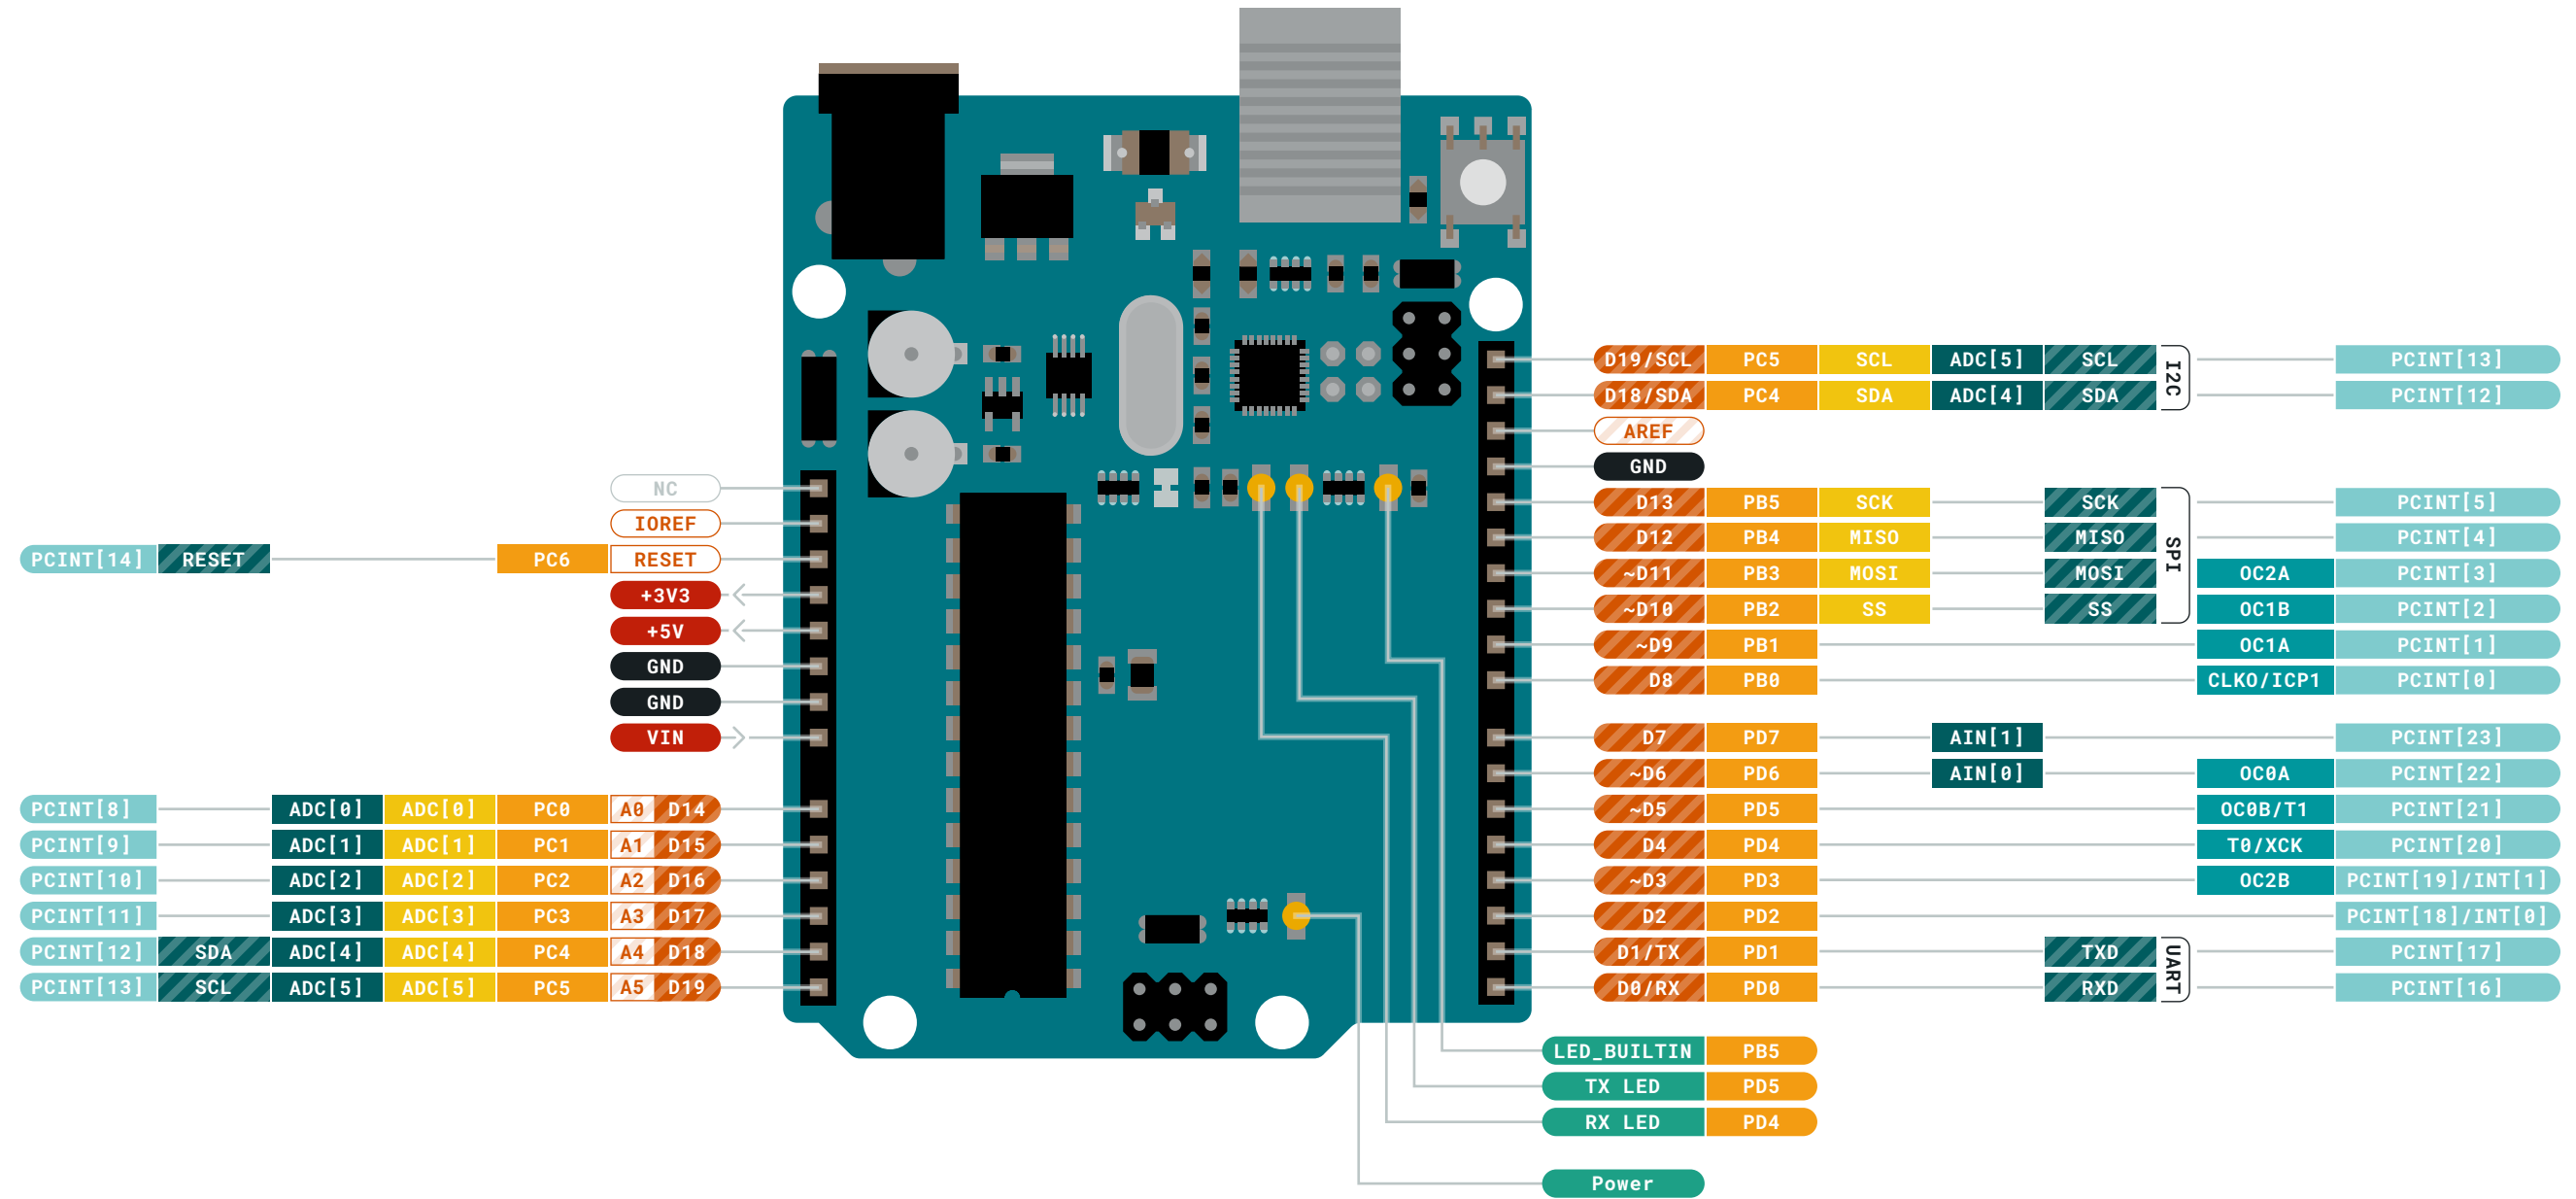 D19/SCL PC5 SCL ADC[5] SCL PCINT[13]
D18/SDA PC4 SDA ADC[4] SDA PCINT[12]
I2C
AREF
GND
D13 PB5 SCK SCK PCINT[5]
D12 PB4 MISO MISO PCINT[4]
~D11 PB3 MOSI MOSI OC2A PCINT[3]
~D10 PB2 SS SS OC1B PCINT[2]
SPI
~D9 PB1 OC1A PCINT[1]
D8 PB0 CLKO/ICP1 PCINT[0]
D7 PD7 AIN[1] PCINT[23]
~D6 PD6 AIN[0] OC0A PCINT[22]
~D5 PD5 OC0B/T1 PCINT[21]
D4 PD4 T0/XCK PCINT[20]
~D3 PD3 OC2B PCINT[19]/INT[1]
D2 PD2 PCINT[18]/INT[0]
D1/TX PD1 TXD PCINT[17]
D0/RX PD0 RXD PCINT[16]
UART
NC
IOREF
PCINT[14] RESET PC6 RESET
+3V3
+5V
GND
GND
VIN
PCINT[8] ADC[0] ADC[0] PC0 A0 D14
PCINT[9] ADC[1] ADC[1] PC1 A1 D15
PCINT[10] ADC[2] ADC[2] PC2 A2 D16
PCINT[11] ADC[3] ADC[3] PC3 A3 D17
PCINT[12] SDA ADC[4] ADC[4] PC4 A4 D18
PCINT[13] SCL ADC[5] ADC[5] PC5 A5 D19
LED_BUILTIN PB5
TX LED PD5
RX LED PD4
Power